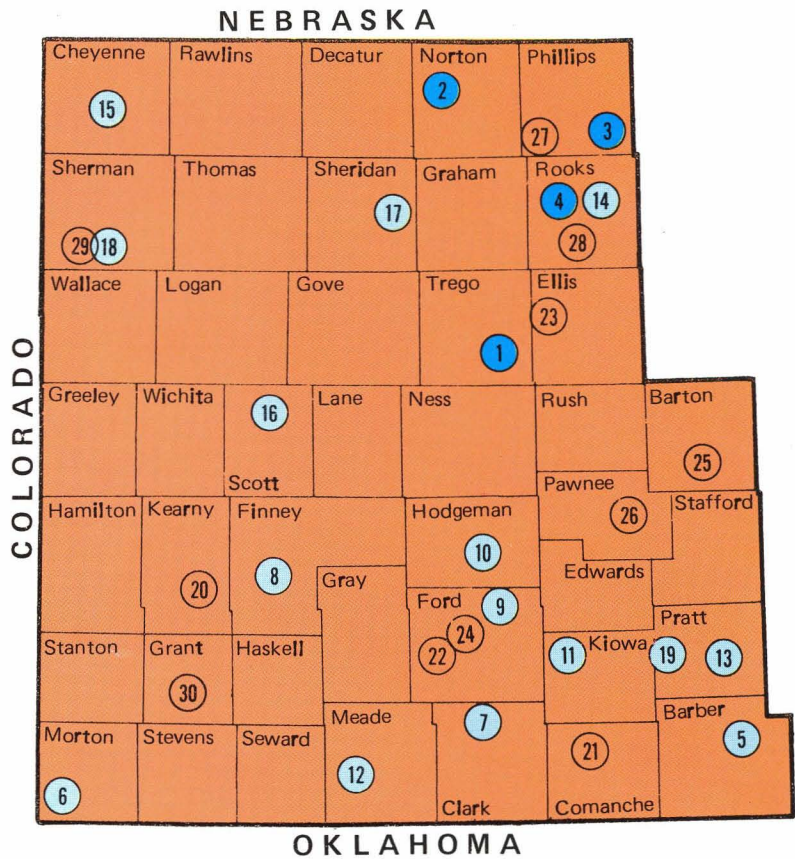 NEBRASKA
Cheyenne Rawlins Decatur Norton Phillips
15 2 27 3
Sherman Thomas Sheridan Graham Rooks
17 4 14
29 18 28
Wallace Logan Gove Trego Ellis
23
1
COLORADO
Greeley Wichita Lane Ness Rush Barton
16
Scott
25
Pawnee
Hamilton Kearny Finney Hodgeman Stafford
26
10
20 8 Gray Edwards
Ford 9
Stanton Grant Haskell 22 24 11 Kiowa Pratt
19 13
30
Meade 7 Barber
Morton Stevens Seward 21 5
6 12
Clark Comanche
OKLAHOMA